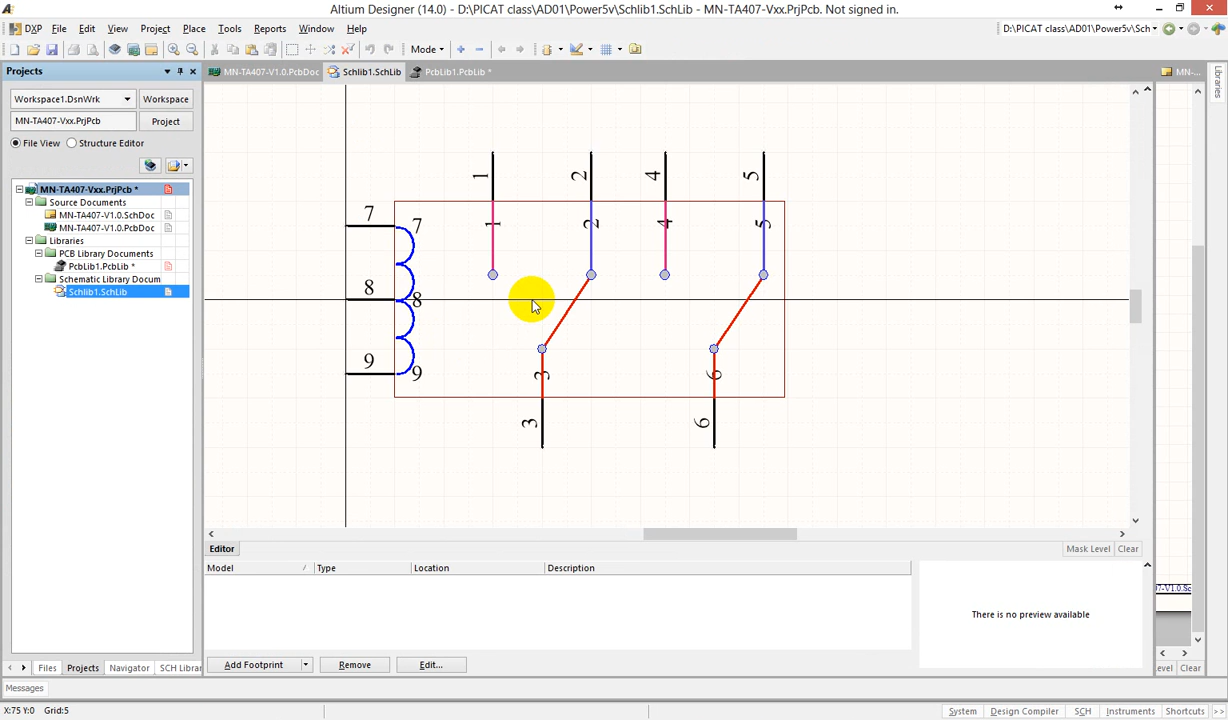 Altium Designer (14.0) - D:\PICAT class\AD01\Power5v\Schlib1.SchLib - MN-TA407-Vxx.PrjPcb. Not signed in.
DXP File Edit View Project Place Tools Reports Window Help
D:\PICAT class\AD01\Power5v\Sch
Mode
Projects
MN-TA407-V1.0.PcbDoc Schlib1.SchLib PcbLib1.PcbLib * MN-...
Libraries
Workspace1.DsnWrk Workspace
MN-TA407-Vxx.PrjPcb Project
File View Structure Editor
MN-TA407-Vxx.PrjPcb *
Source Documents
MN-TA407-V1.0.SchDoc
MN-TA407-V1.0.PcbDoc
Libraries
PCB Library Documents
PcbLib1.PcbLib *
Schematic Library Docum
Schlib1.SchLib
1 2 4 5
7 7 1 2 4 5
8 8
9 9 3 6
3 6
Editor
Mask Level Clear
Model / Type Location Description
There is no preview available
Add Footprint Remove Edit...
Files Projects Navigator SCH Librar
7-V1.0.Sc
evel Clear
Messages
X:75 Y:0 Grid:5
System Design Compiler SCH Instruments Shortcuts >>